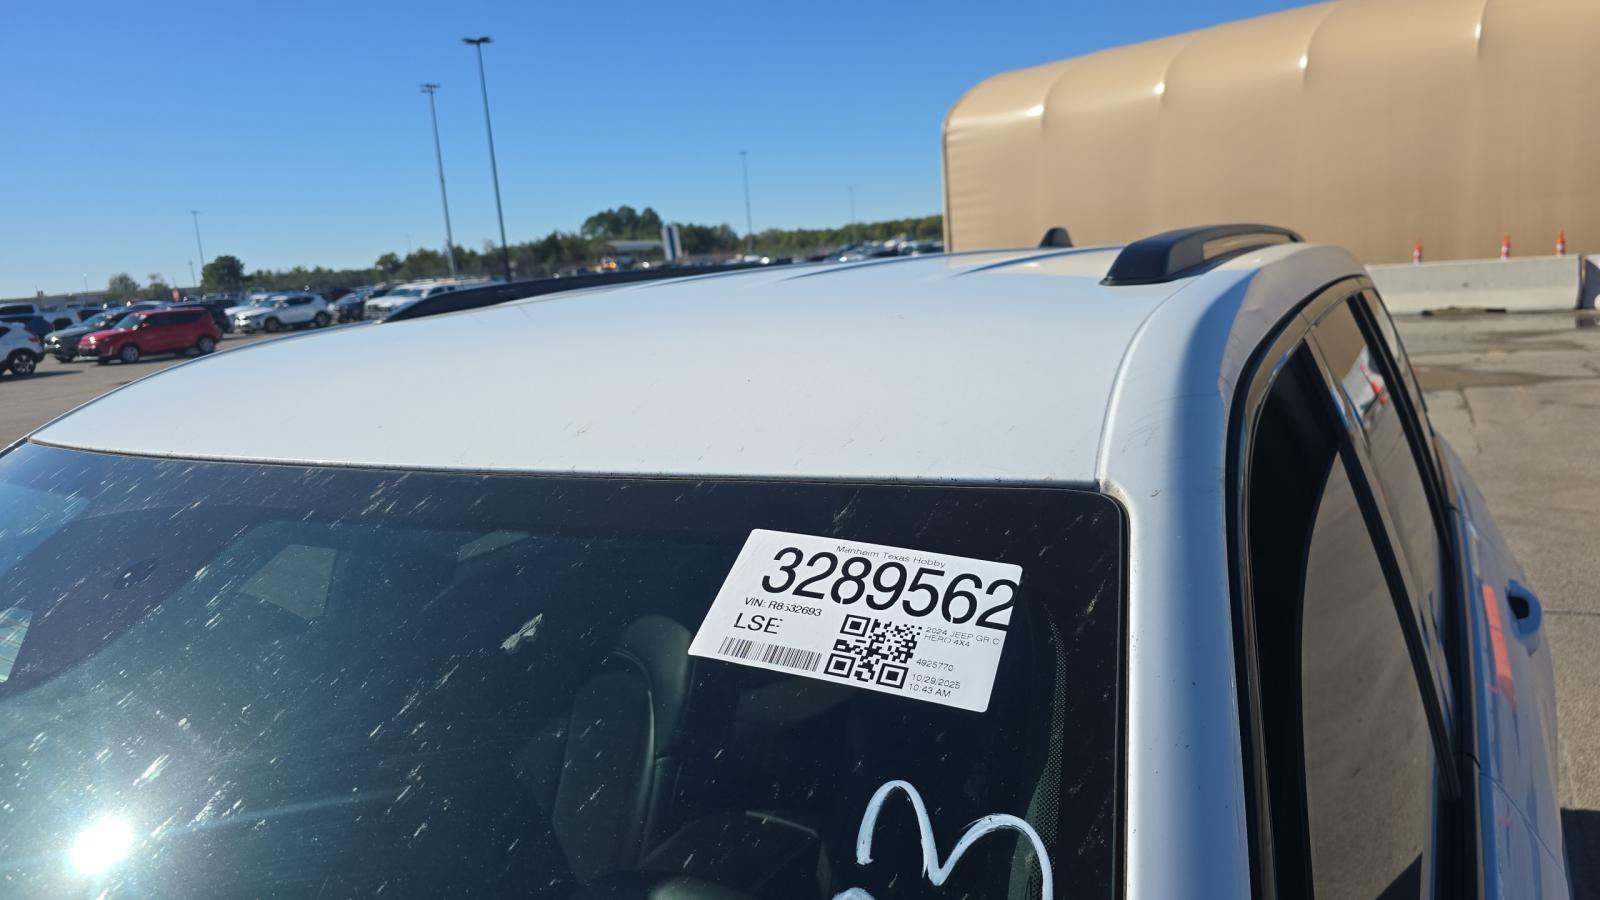 Manheim Texas Hobby
3289562
VIN: R8532693
LSE
2024 JEEP GR C
HERO 4X4
4925770
10/29/2025
10:43 AM
3